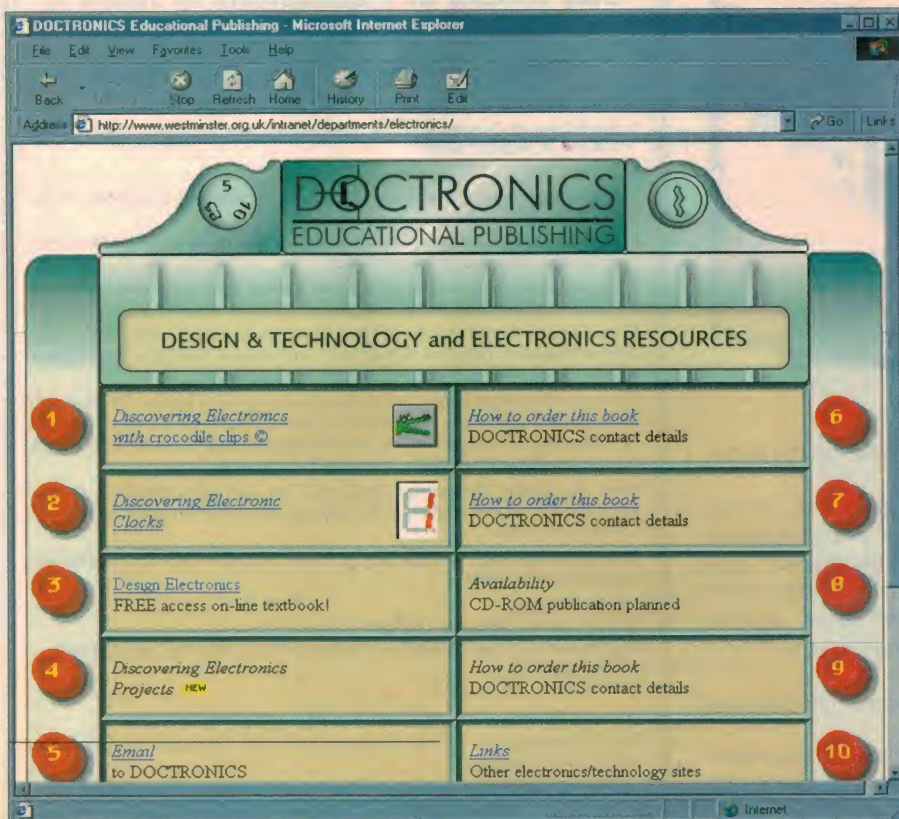 DOCTRONICS Educational Publishing - Microsoft Internet Explorer
File Edit View Favorites Tools Help
Back Stop Refresh Home History Print Edit
Address http://www.westminster.org.uk/intranet/departments/electronics/ Go Links
5
10
DOCTRONICS
EDUCATIONAL PUBLISHING
DESIGN & TECHNOLOGY and ELECTRONICS RESOURCES
1
Discovering Electronics
with crocodile clips ©
How to order this book
DOCTRONICS contact details
6
2
Discovering Electronic
Clocks
How to order this book
DOCTRONICS contact details
7
3
Design Electronics
FREE access on-line textbook!
Availability
CD-ROM publication planned
8
4
Discovering Electronics
Projects NEW
How to order this book
DOCTRONICS contact details
9
5
Email
to DOCTRONICS
Links
Other electronics/technology sites
10
Internet